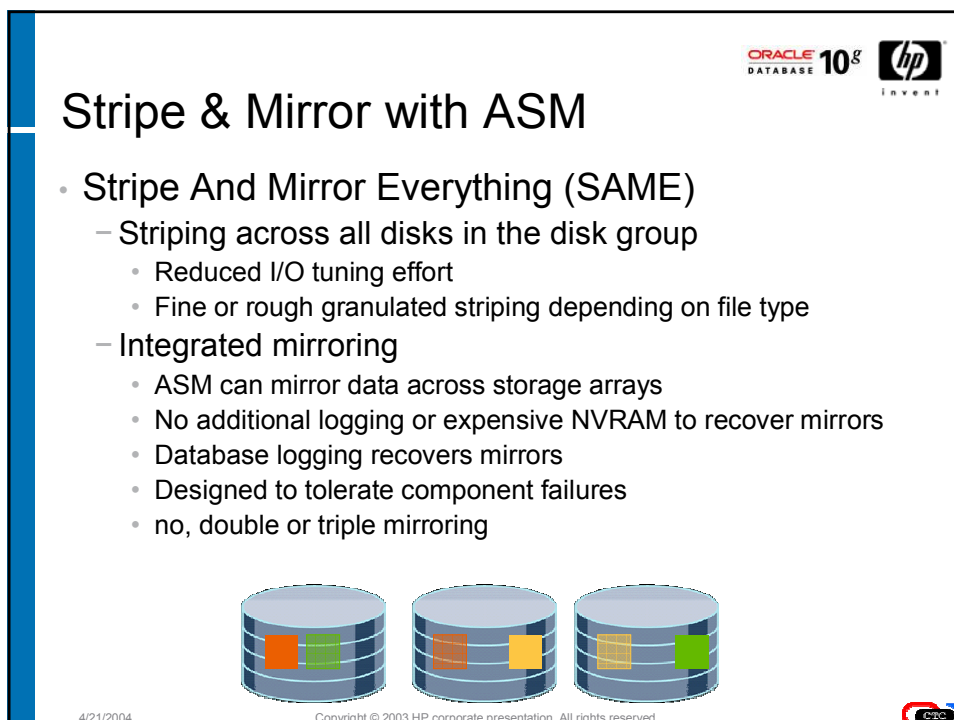 ORACLE 10g
DATABASE
hp
invent
Stripe & Mirror with ASM
• Stripe And Mirror Everything (SAME)
– Striping across all disks in the disk group
• Reduced I/O tuning effort
• Fine or rough granulated striping depending on file type
– Integrated mirroring
• ASM can mirror data across storage arrays
• No additional logging or expensive NVRAM to recover mirrors
• Database logging recovers mirrors
• Designed to tolerate component failures
• no, double or triple mirroring
4/21/2004
Copyright © 2003 HP corporate presentation. All rights reserved
CTC